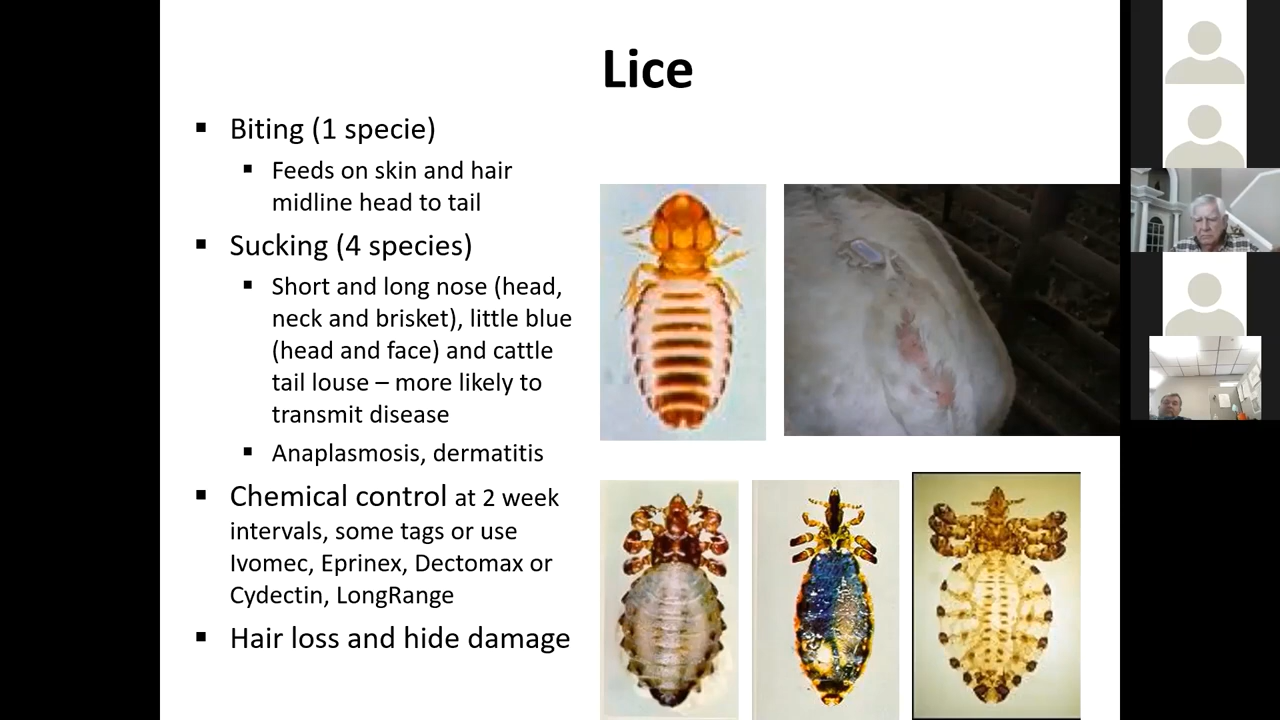 Lice
▪ Biting (1 specie)
▪ Feeds on skin and hair
midline head to tail
▪ Sucking (4 species)
▪ Short and long nose (head,
neck and brisket), little blue
(head and face) and cattle
tail louse – more likely to
transmit disease
▪ Anaplasmosis, dermatitis
▪ Chemical control at 2 week
intervals, some tags or use
Ivomec, Eprinex, Dectomax or
Cydectin, LongRange
▪ Hair loss and hide damage